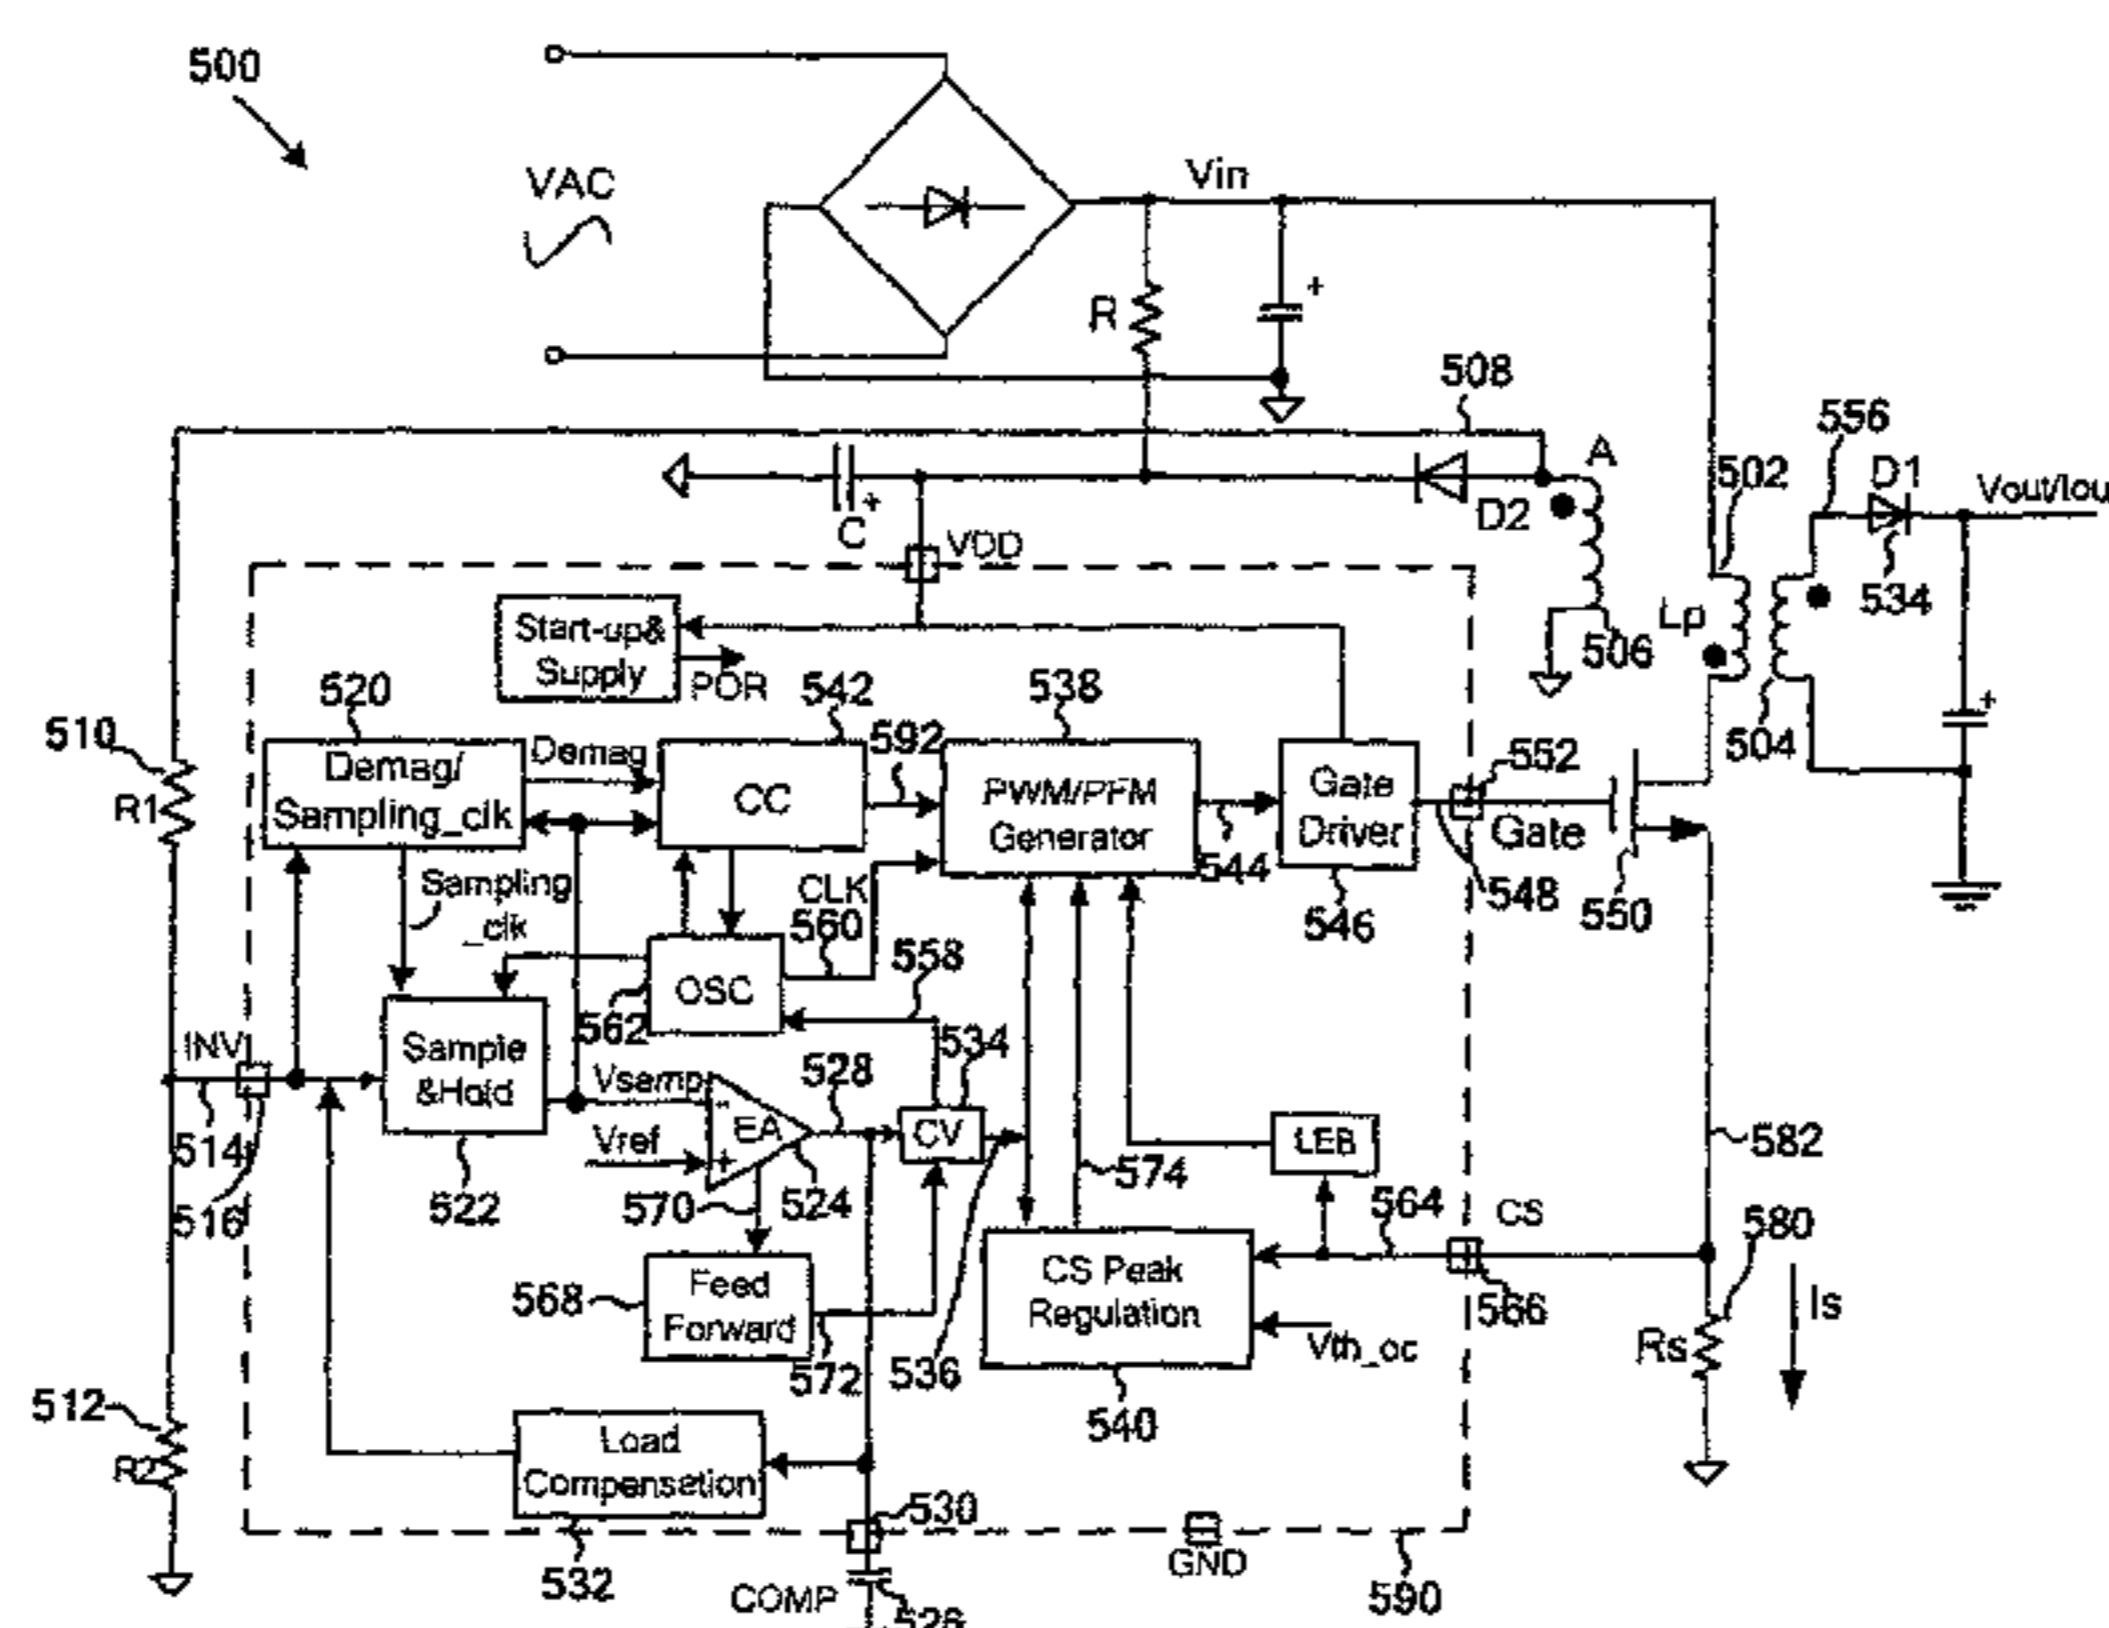 500
VAC
Vin
R
+
508
A
556
502
D1
Vout/Iou
D2
C
+
VDD
534
Lp
506
Start-up&
Supply
POR
504
+
520
542
538
510
592
552
Demag/
Sampling_clk
Demag
CC
PWM/PFM
Generator
Gate
Driver
Gate
R1
544
548
550
546
Sampling
_clk
CLK
560
558
OSC
562
534
INV
Sample
&Hold
Vsamp
-
EA
+
528
CV
LEB
582
514
Vref
574
516
522
570
524
564
CS
580
568
Feed
Forward
CS Peak
Regulation
566
Is
Rs
572
536
Vth_oc
512
540
R2
Load
Compensation
530
GND
532
COMP
526
590